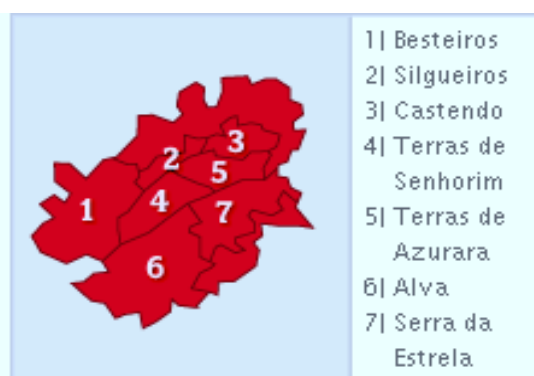 1| Besteiros
2| Silgueiros
3| Castendo
4| Terras de
Senhorim
5| Terras de
Azurara
6| Alva
7| Serra da
Estrela
3
2
5
4
1
7
6